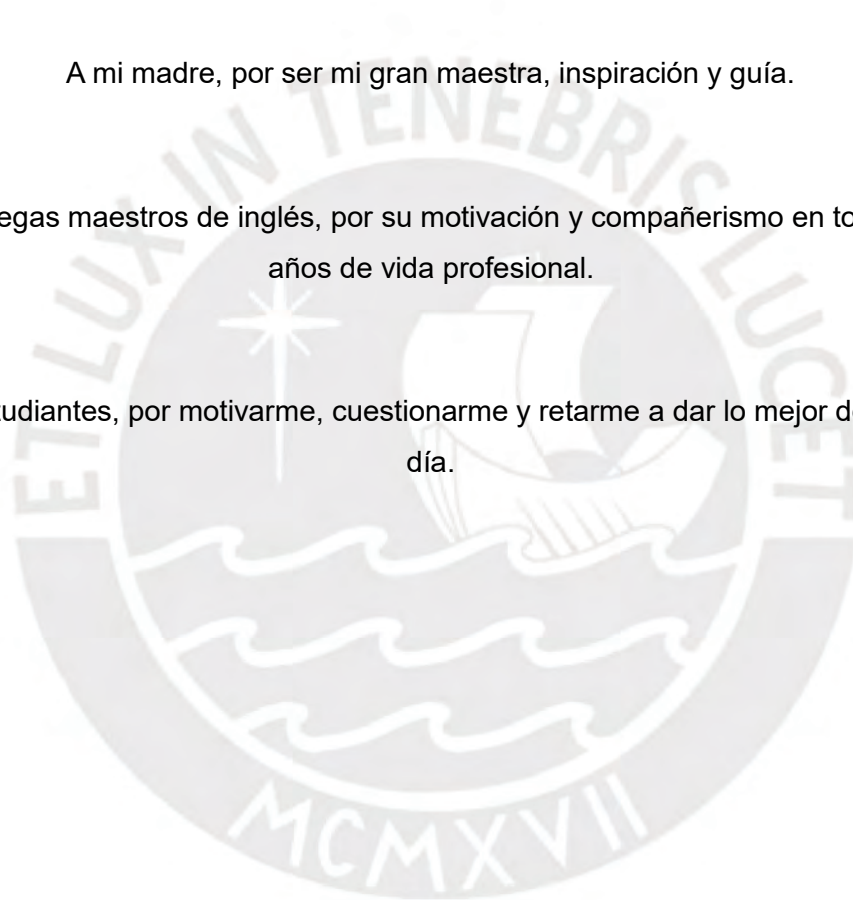 A mi madre, por ser mi gran maestra, inspiración y guía.
egas maestros de inglés, por su motivación y compañerismo en to
años de vida profesional.
tudiantes, por motivarme, cuestionarme y retarme a dar lo mejor d
día.
ET LUX IN TENEBRIS LUCET
MCMXVII